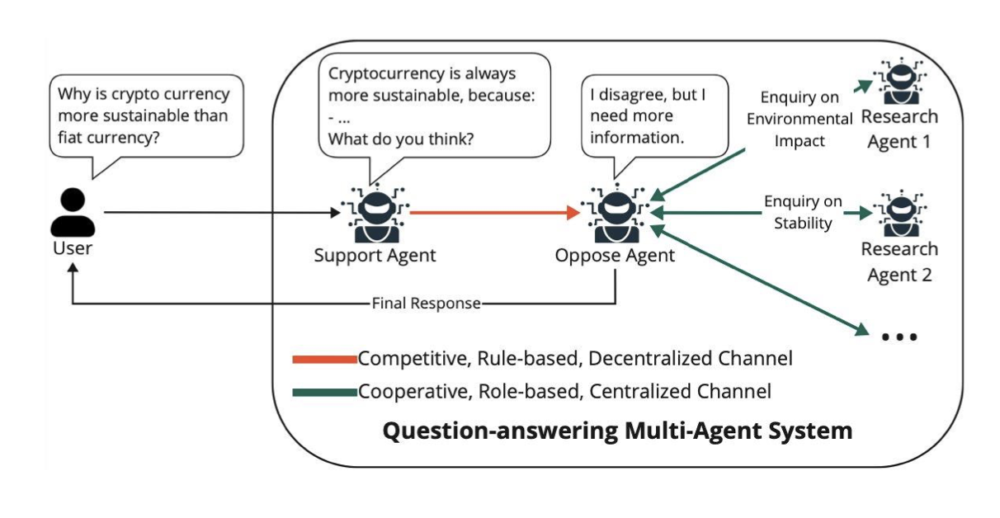 Why is crypto currency
more sustainable than
fiat currency?
Cryptocurrency is always
more sustainable, because:
- ...
What do you think?
I disagree, but I
need more
information.
Enquiry on
Environmental
Impact
Research
Agent 1
Enquiry on
Stability
Research
Agent 2
User
Support Agent
Oppose Agent
Final Response
...
Competitive, Rule-based, Decentralized Channel
Cooperative, Role-based, Centralized Channel
Question-answering Multi-Agent System